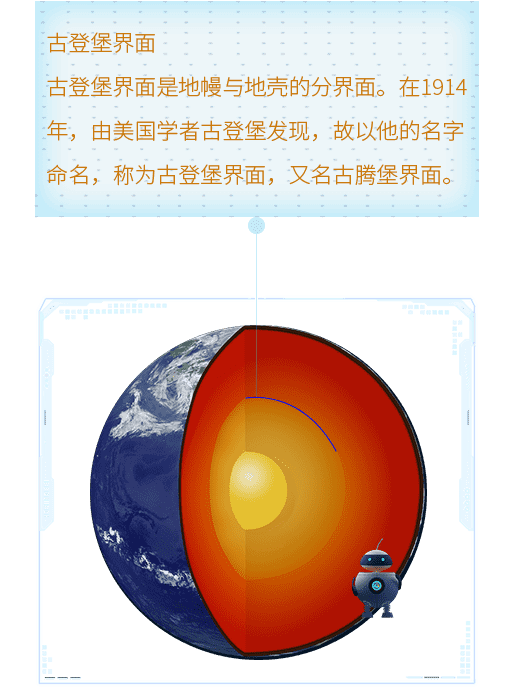 古登堡界面
古登堡界面是地幔与地壳的分界面。在1914
年，由美国学者古登堡发现，故以他的名字
命名，称为古登堡界面，又名古腾堡界面。